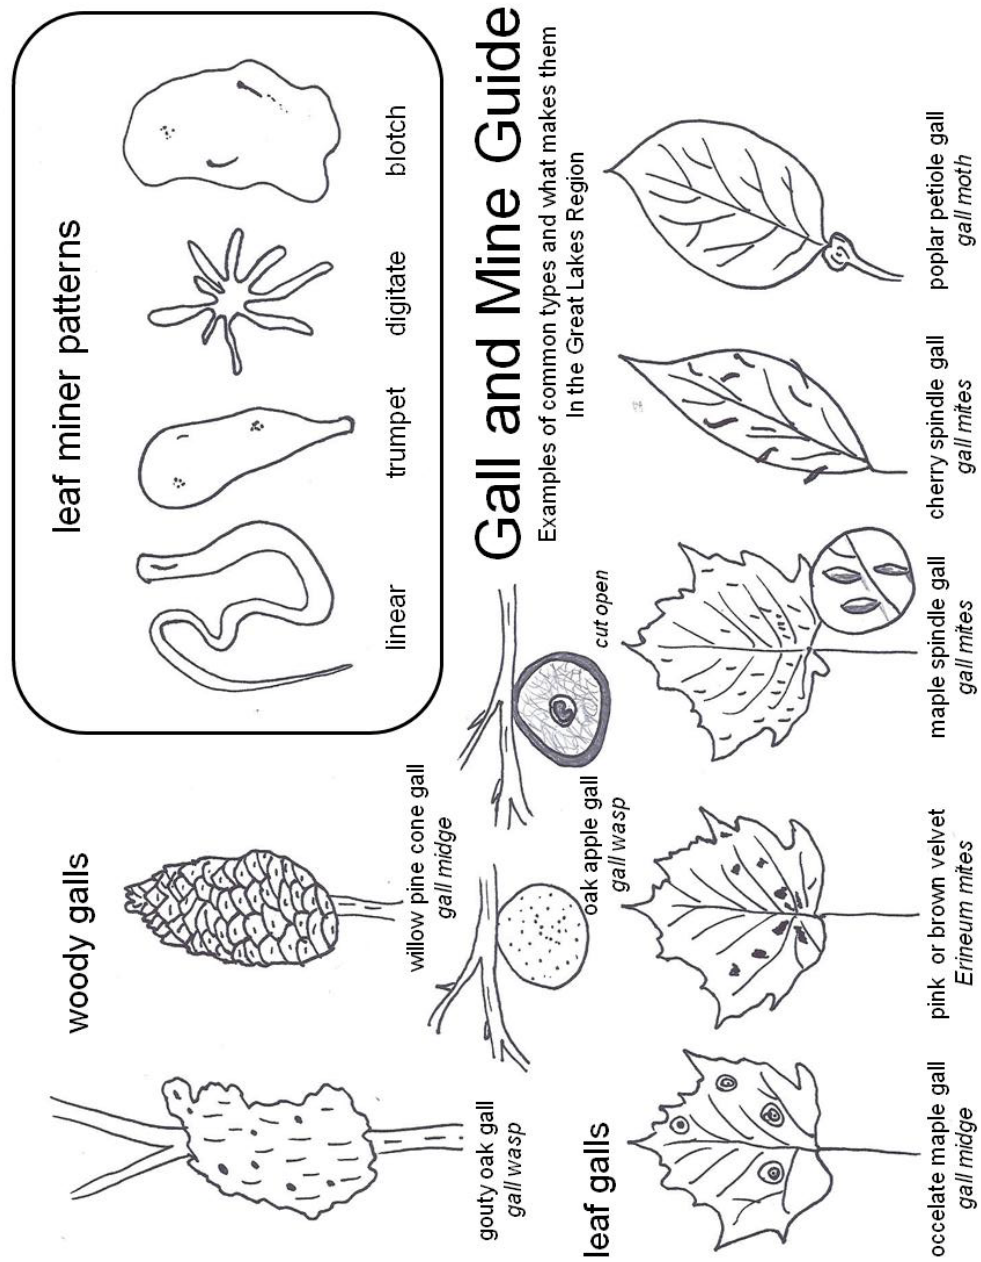 woody galls
gouty oak gall
gall wasp
willow pine cone gall
gall midge
oak apple gall
gall wasp
cut open
leaf miner patterns
linear
trumpet
digitate
blotch
Gall and Mine Guide
Examples of common types and what makes them
In the Great Lakes Region
leaf galls
occelate maple gall
gall midge
pink or brown velvet
Erineum mites
maple spindle gall
gall mites
cherry spindle gall
gall mites
poplar petiole gall
gall moth